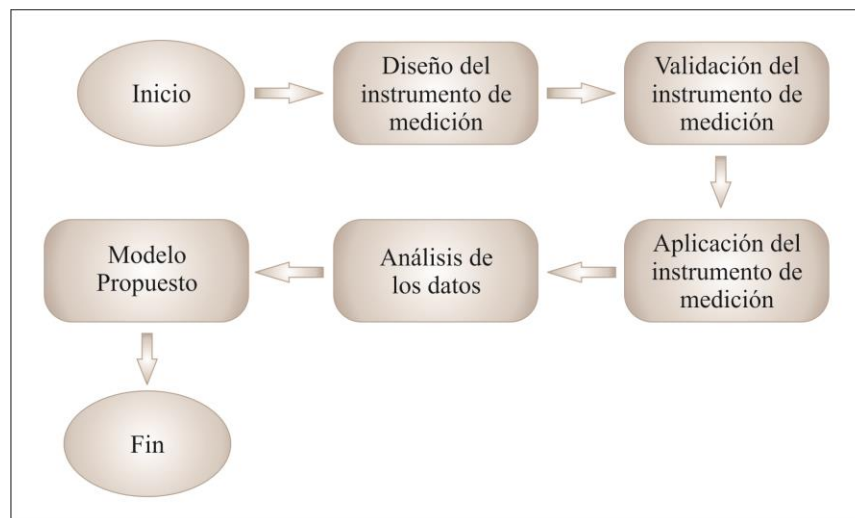 Inicio
Diseño del
instrumento de
medición
Validación del
instrumento de
medición
Aplicación del
instrumento de
medición
Análisis de
los datos
Modelo
Propuesto
Fin